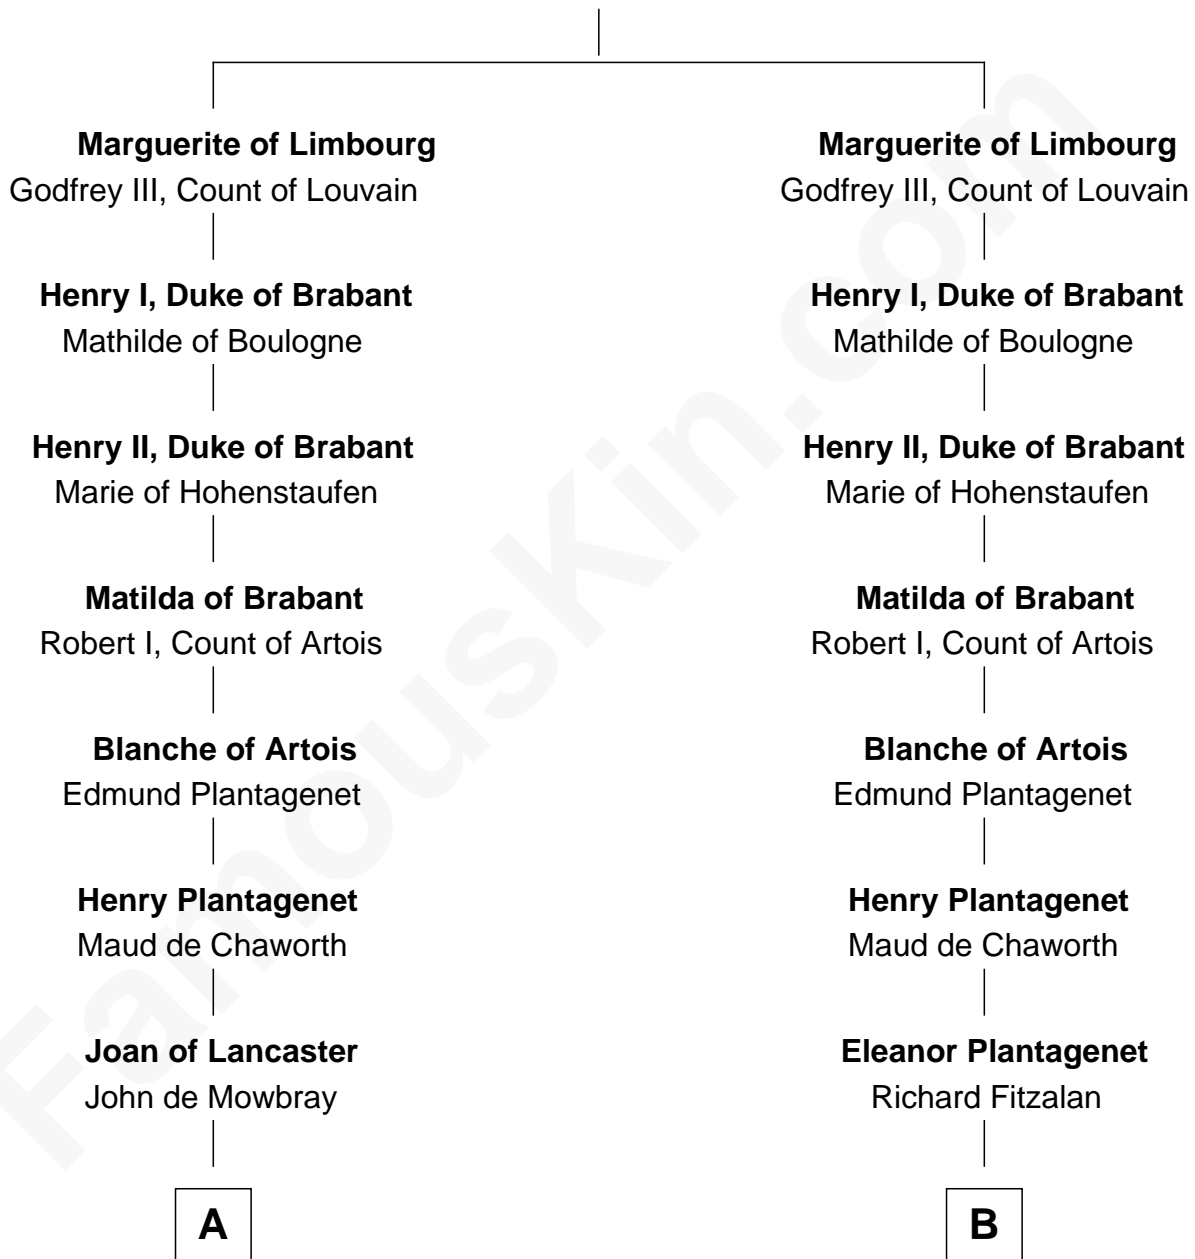 Marguerite of Limbourg
Godfrey III, Count of Louvain
Henry I, Duke of Brabant
Mathilde of Boulogne
Henry II, Duke of Brabant
Marie of Hohenstaufen
Matilda of Brabant
Robert I, Count of Artois
Blanche of Artois
Edmund Plantagenet
Henry Plantagenet
Maud de Chaworth
Joan of Lancaster
John de Mowbray
A
Marguerite of Limbourg
Godfrey III, Count of Louvain
Henry I, Duke of Brabant
Mathilde of Boulogne
Henry II, Duke of Brabant
Marie of Hohenstaufen
Matilda of Brabant
Robert I, Count of Artois
Blanche of Artois
Edmund Plantagenet
Henry Plantagenet
Maud de Chaworth
Eleanor Plantagenet
Richard Fitzalan
B
FamousKin.com